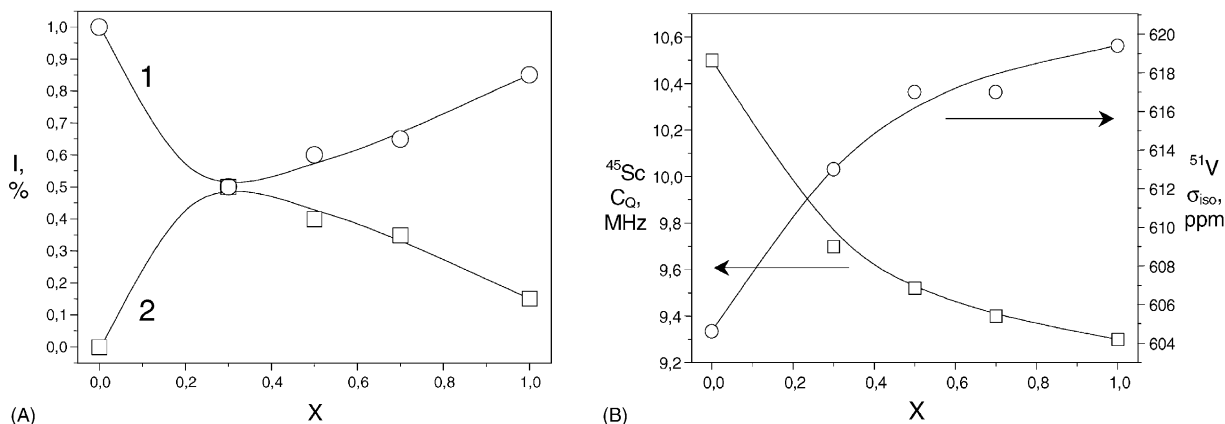 1,0
0,9
0,8
0,7
0,6
0,5
0,4
0,3
0,2
0,1
0,0
I,
%
1
2
0,0 0,2 0,4 0,6 0,8 1,0
X
(A)
10,6
10,4
10,2
10,0
9,8
9,6
9,4
9,2
45Sc
CQ,
MHz
620
618
616
614
612
610
608
606
604
51V
σiso,
ppm
0,0 0,2 0,4 0,6 0,8 1,0
X
(B)